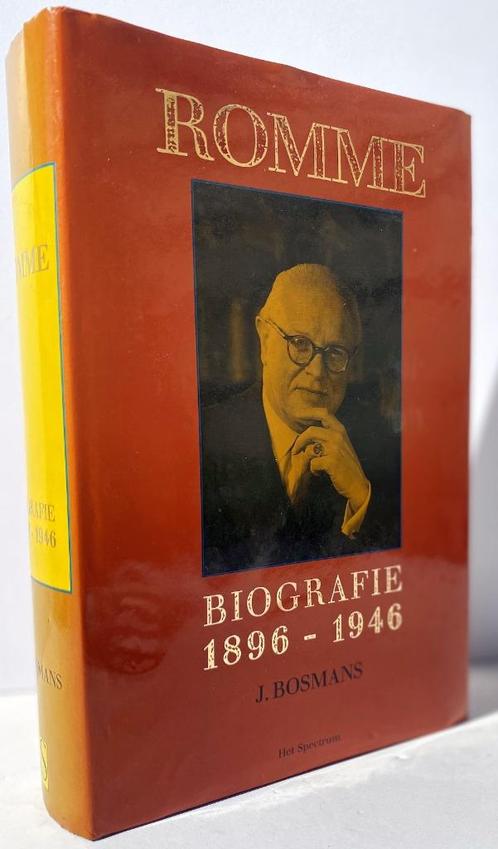 ROMME
BIOGRAFIE
1896 - 1946
J. BOSMANS
Het Spectrum